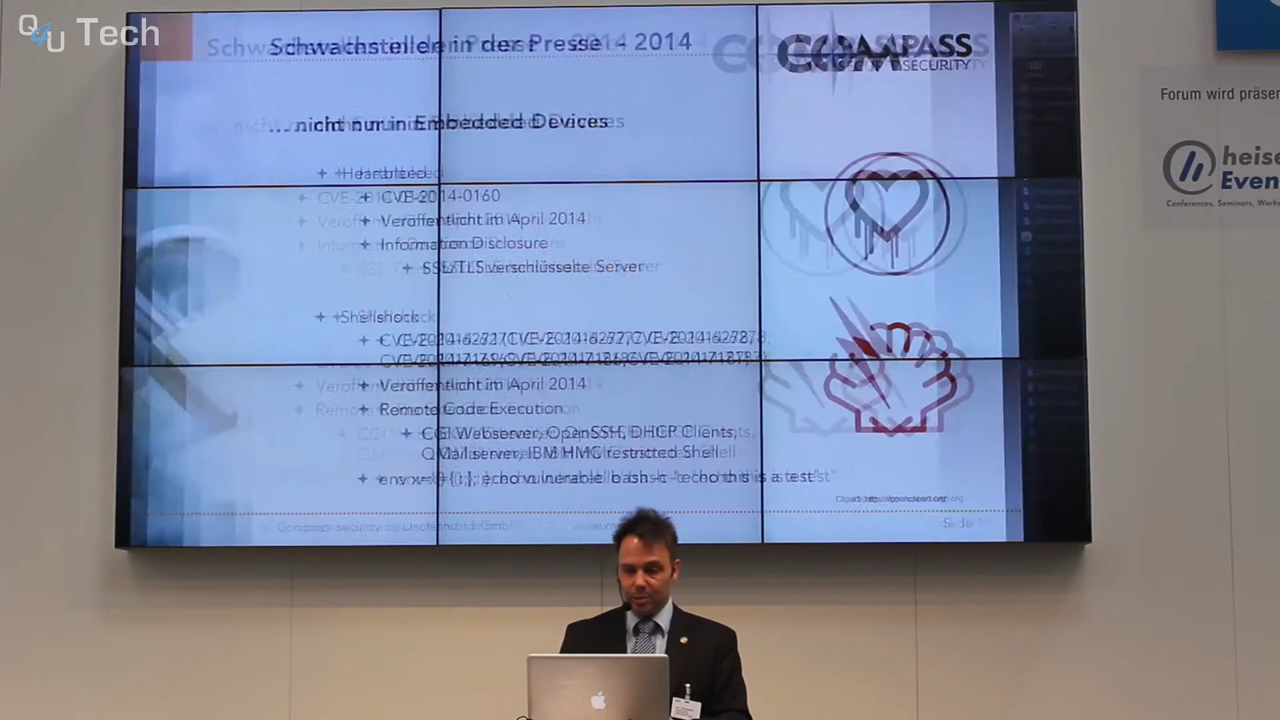 Q4U Tech
Schwachstellen in der Presse - 2014
COMPASS
SECURITY
... nicht nur in Embedded Devices
Forum wird präsen
heise
Even
Conferences, Seminars, Works
+ Heartbleed
+ CVE-2014-0160
+ Veröffentlicht im April 2014
+ Information Disclosure
+ SSL/TLS verschlüsselte Server
+ Shellshock
+ Veröffentlicht im April 2014
+ Remote Code Execution
+ CGI Webserver, OpenSSH, DHCP Clients,
QMail server, IBM HMC restricted Shell
+ env x='() { :;}; echo vulnerable' bash -c "echo this is a test"
Slide